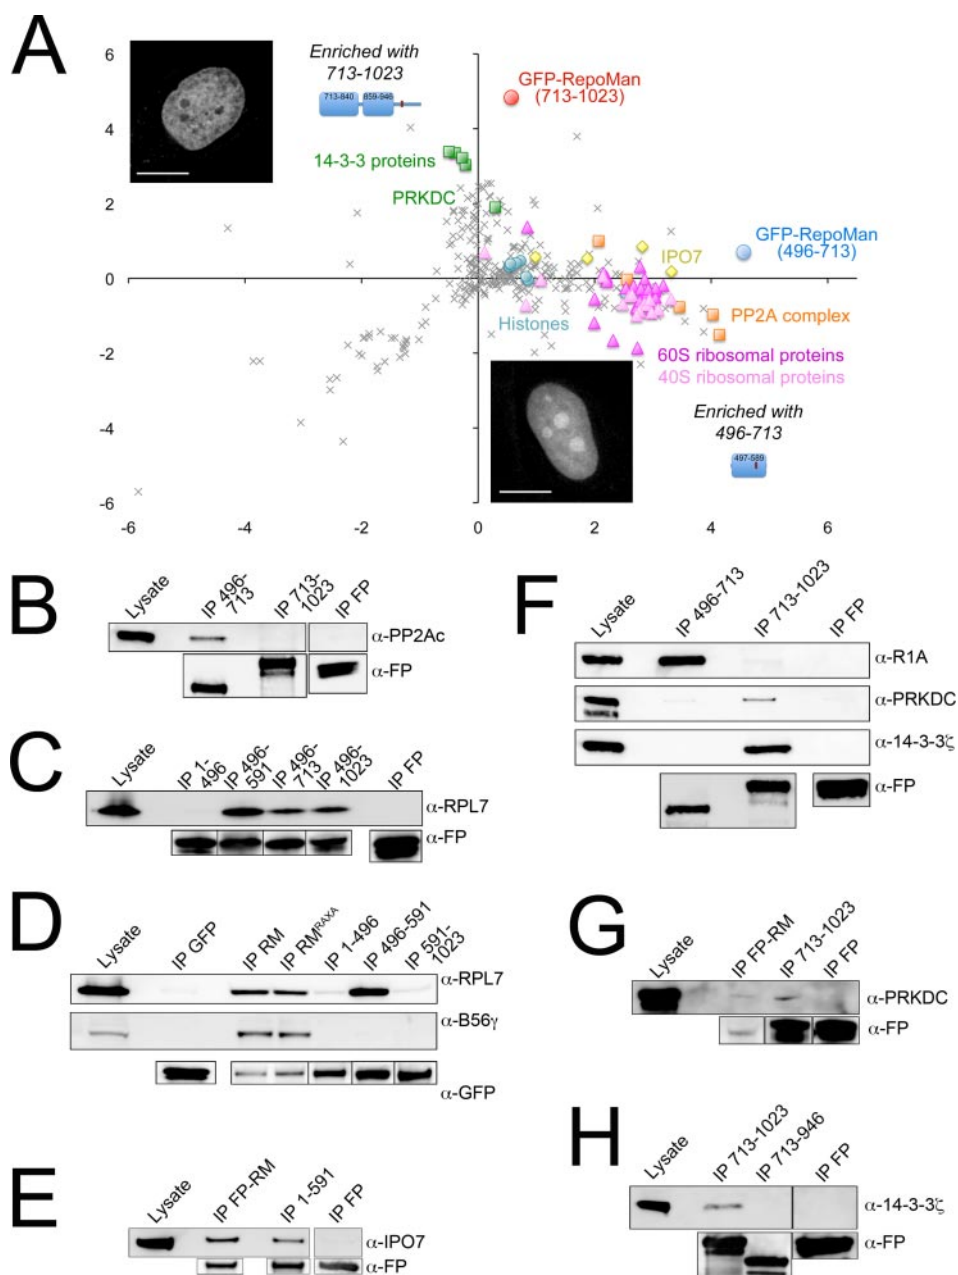 A
6
4
2
0
-2
-4
-6
-6
-4
-2
0
2
4
6
Enriched with
713-1023
713-840
859-946
GFP-RepoMan
(713-1023)
14-3-3 proteins
PRKDC
GFP-RepoMan
(496-713)
IPO7
Histones
PP2A complex
60S ribosomal proteins
40S ribosomal proteins
Enriched with
496-713
497-589
B
Lysate
IP 496-
713
IP 713-
1023
IP FP
α-PP2Ac
α-FP
C
Lysate
IP 1-
496
IP 496-
591
IP 496-
713
IP 496-
1023
IP FP
α-RPL7
α-FP
D
Lysate
IP GFP
IP RM
IP RMᴿᴬˣᴬ
IP 1-496
IP 496-591
IP 591-
1023
α-RPL7
α-B56γ
α-GFP
E
Lysate
IP FP-RM
IP 1-591
IP FP
α-IPO7
α-FP
F
Lysate
IP 496-713
IP 713-1023
IP FP
α-R1A
α-PRKDC
α-14-3-3ζ
α-FP
G
Lysate
IP FP-RM
IP 713-1023
IP FP
α-PRKDC
α-FP
H
Lysate
IP 713-1023
IP 713-946
IP FP
α-14-3-3ζ
α-FP